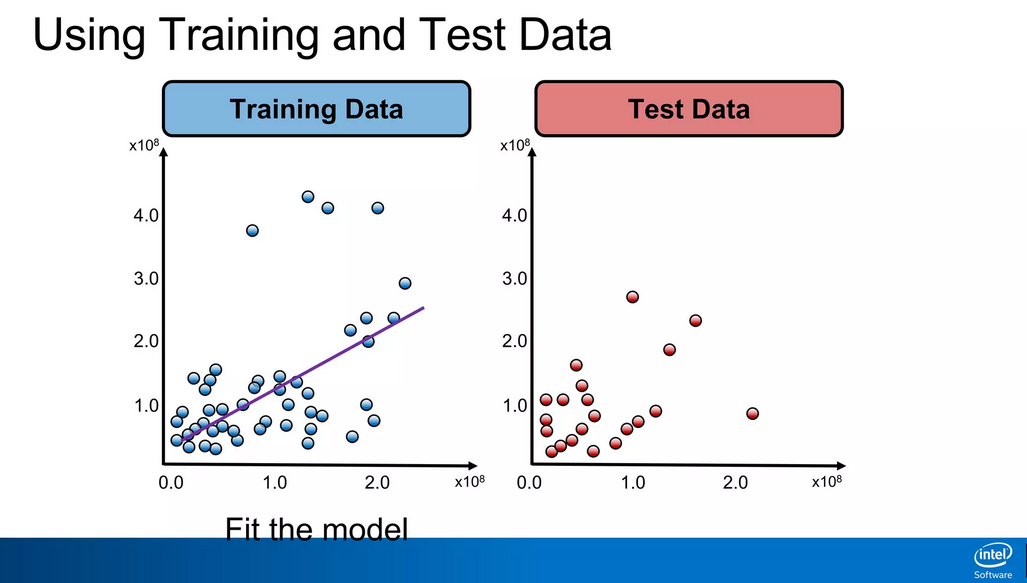 Using Training and Test Data
Training Data
x10⁸
4.0
3.0
2.0
1.0
0.0 1.0 2.0 x10⁸
Fit the model
Test Data
x10⁸
4.0
3.0
2.0
1.0
0.0 1.0 2.0 x10⁸
intel
Software